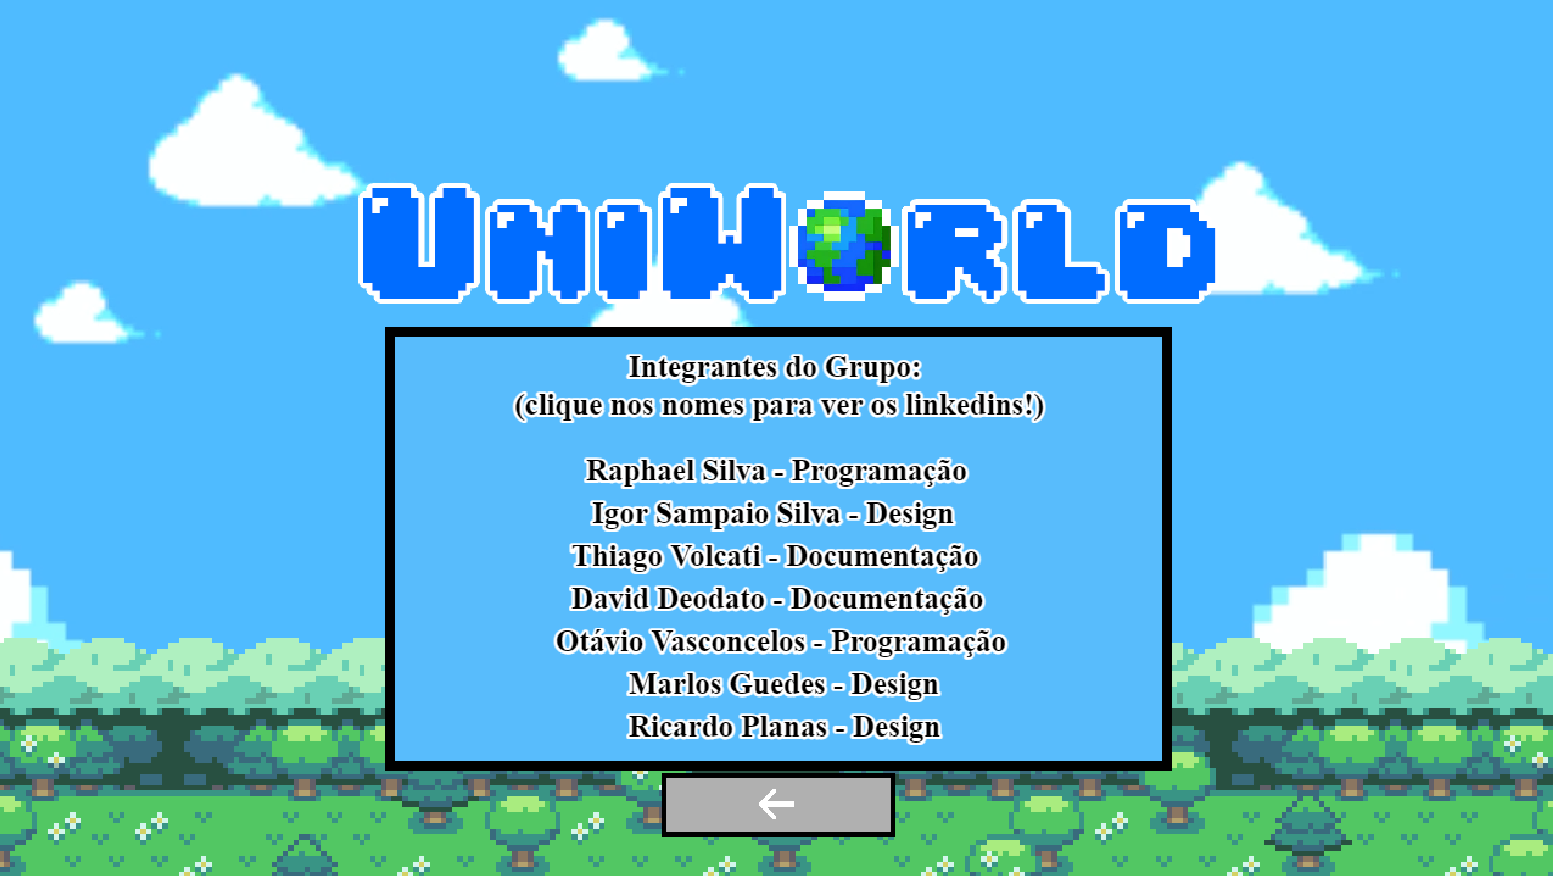 UNIWORLD
Integrantes do Grupo:
(clique nos nomes para ver os linkedins!)
Raphael Silva - Programação
Igor Sampaio Silva - Design
Thiago Volcati - Documentação
David Deodato - Documentação
Otávio Vasconcelos - Programação
Marlos Guedes - Design
Ricardo Planas - Design